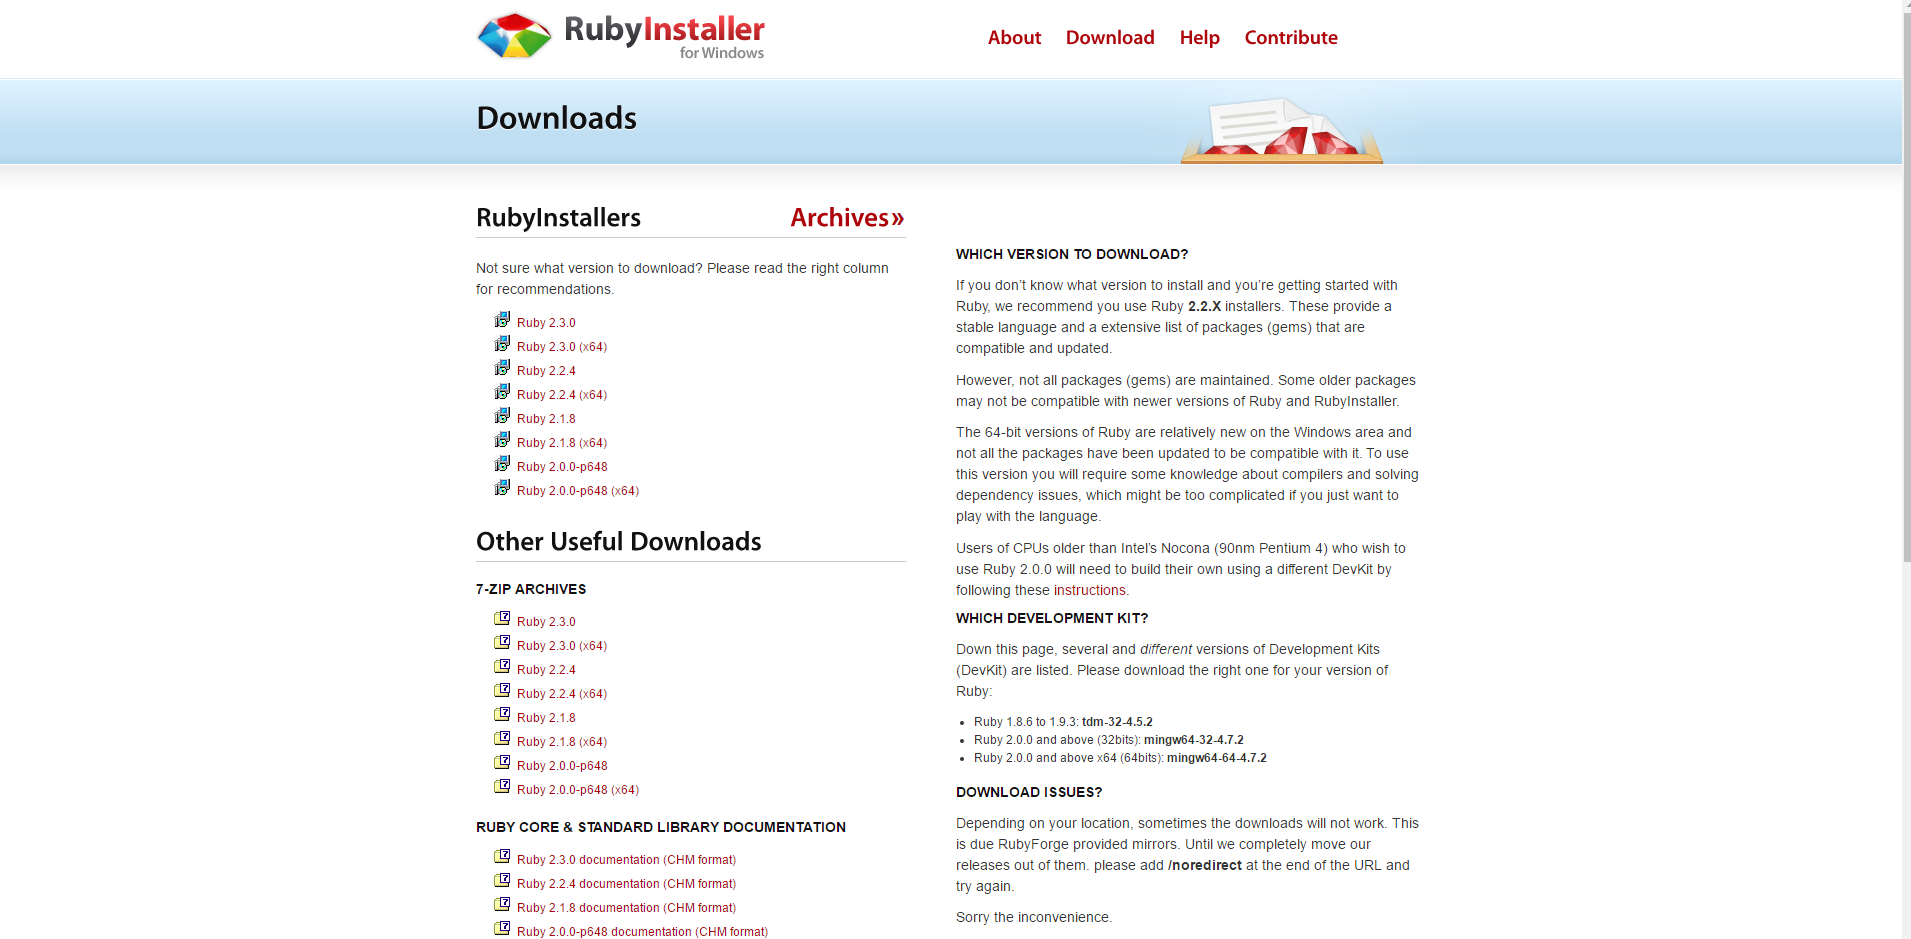 RubyInstaller
for Windows
About Download Help Contribute
Downloads
RubyInstallers Archives»
Not sure what version to download? Please read the right column
for recommendations.
Ruby 2.3.0
Ruby 2.3.0 (x64)
Ruby 2.2.4
Ruby 2.2.4 (x64)
Ruby 2.1.8
Ruby 2.1.8 (x64)
Ruby 2.0.0-p648
Ruby 2.0.0-p648 (x64)
Other Useful Downloads
7-ZIP ARCHIVES
Ruby 2.3.0
Ruby 2.3.0 (x64)
Ruby 2.2.4
Ruby 2.2.4 (x64)
Ruby 2.1.8
Ruby 2.1.8 (x64)
Ruby 2.0.0-p648
Ruby 2.0.0-p648 (x64)
RUBY CORE & STANDARD LIBRARY DOCUMENTATION
Ruby 2.3.0 documentation (CHM format)
Ruby 2.2.4 documentation (CHM format)
Ruby 2.1.8 documentation (CHM format)
Ruby 2.0.0-p648 documentation (CHM format)
WHICH VERSION TO DOWNLOAD?
If you don’t know what version to install and you’re getting started with
Ruby, we recommend you use Ruby 2.2.X installers. These provide a
stable language and a extensive list of packages (gems) that are
compatible and updated.
However, not all packages (gems) are maintained. Some older packages
may not be compatible with newer versions of Ruby and RubyInstaller.
The 64-bit versions of Ruby are relatively new on the Windows area and
not all the packages have been updated to be compatible with it. To use
this version you will require some knowledge about compilers and solving
dependency issues, which might be too complicated if you just want to
play with the language.
Users of CPUs older than Intel’s Nocona (90nm Pentium 4) who wish to
use Ruby 2.0.0 will need to build their own using a different DevKit by
following these instructions.
WHICH DEVELOPMENT KIT?
Down this page, several and different versions of Development Kits
(DevKit) are listed. Please download the right one for your version of
Ruby:
• Ruby 1.8.6 to 1.9.3: tdm-32-4.5.2
• Ruby 2.0.0 and above (32bits): mingw64-32-4.7.2
• Ruby 2.0.0 and above x64 (64bits): mingw64-64-4.7.2
DOWNLOAD ISSUES?
Depending on your location, sometimes the downloads will not work. This
is due RubyForge provided mirrors. Until we completely move our
releases out of them. please add /noredirect at the end of the URL and
try again.
Sorry the inconvenience.